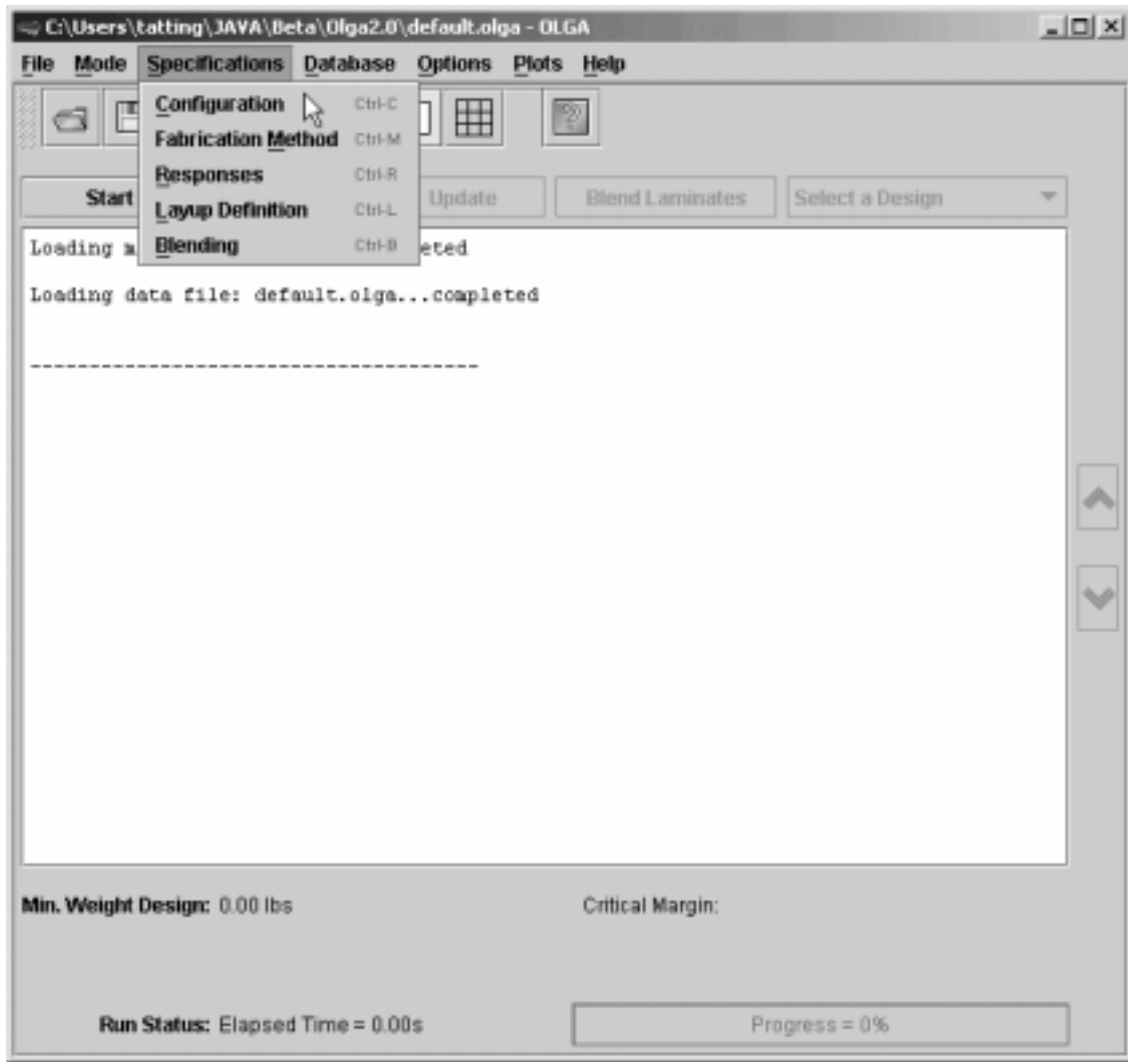 C:\Users\tatting\JAVA\Beta\Olga2.0\default.olga - OLGA
File Mode Specifications Database Options Plots Help
Configuration Ctrl-C
Fabrication Method Ctrl-M
Responses Ctrl-R
Layup Definition Ctrl-L
Blending Ctrl-B
Start Update Blend Laminates Select a Design
Loading eted
Loading data file: default.olga...completed
--------------------------------------
Min. Weight Design: 0.00 lbs Critical Margin:
Run Status: Elapsed Time = 0.00s Progress = 0%